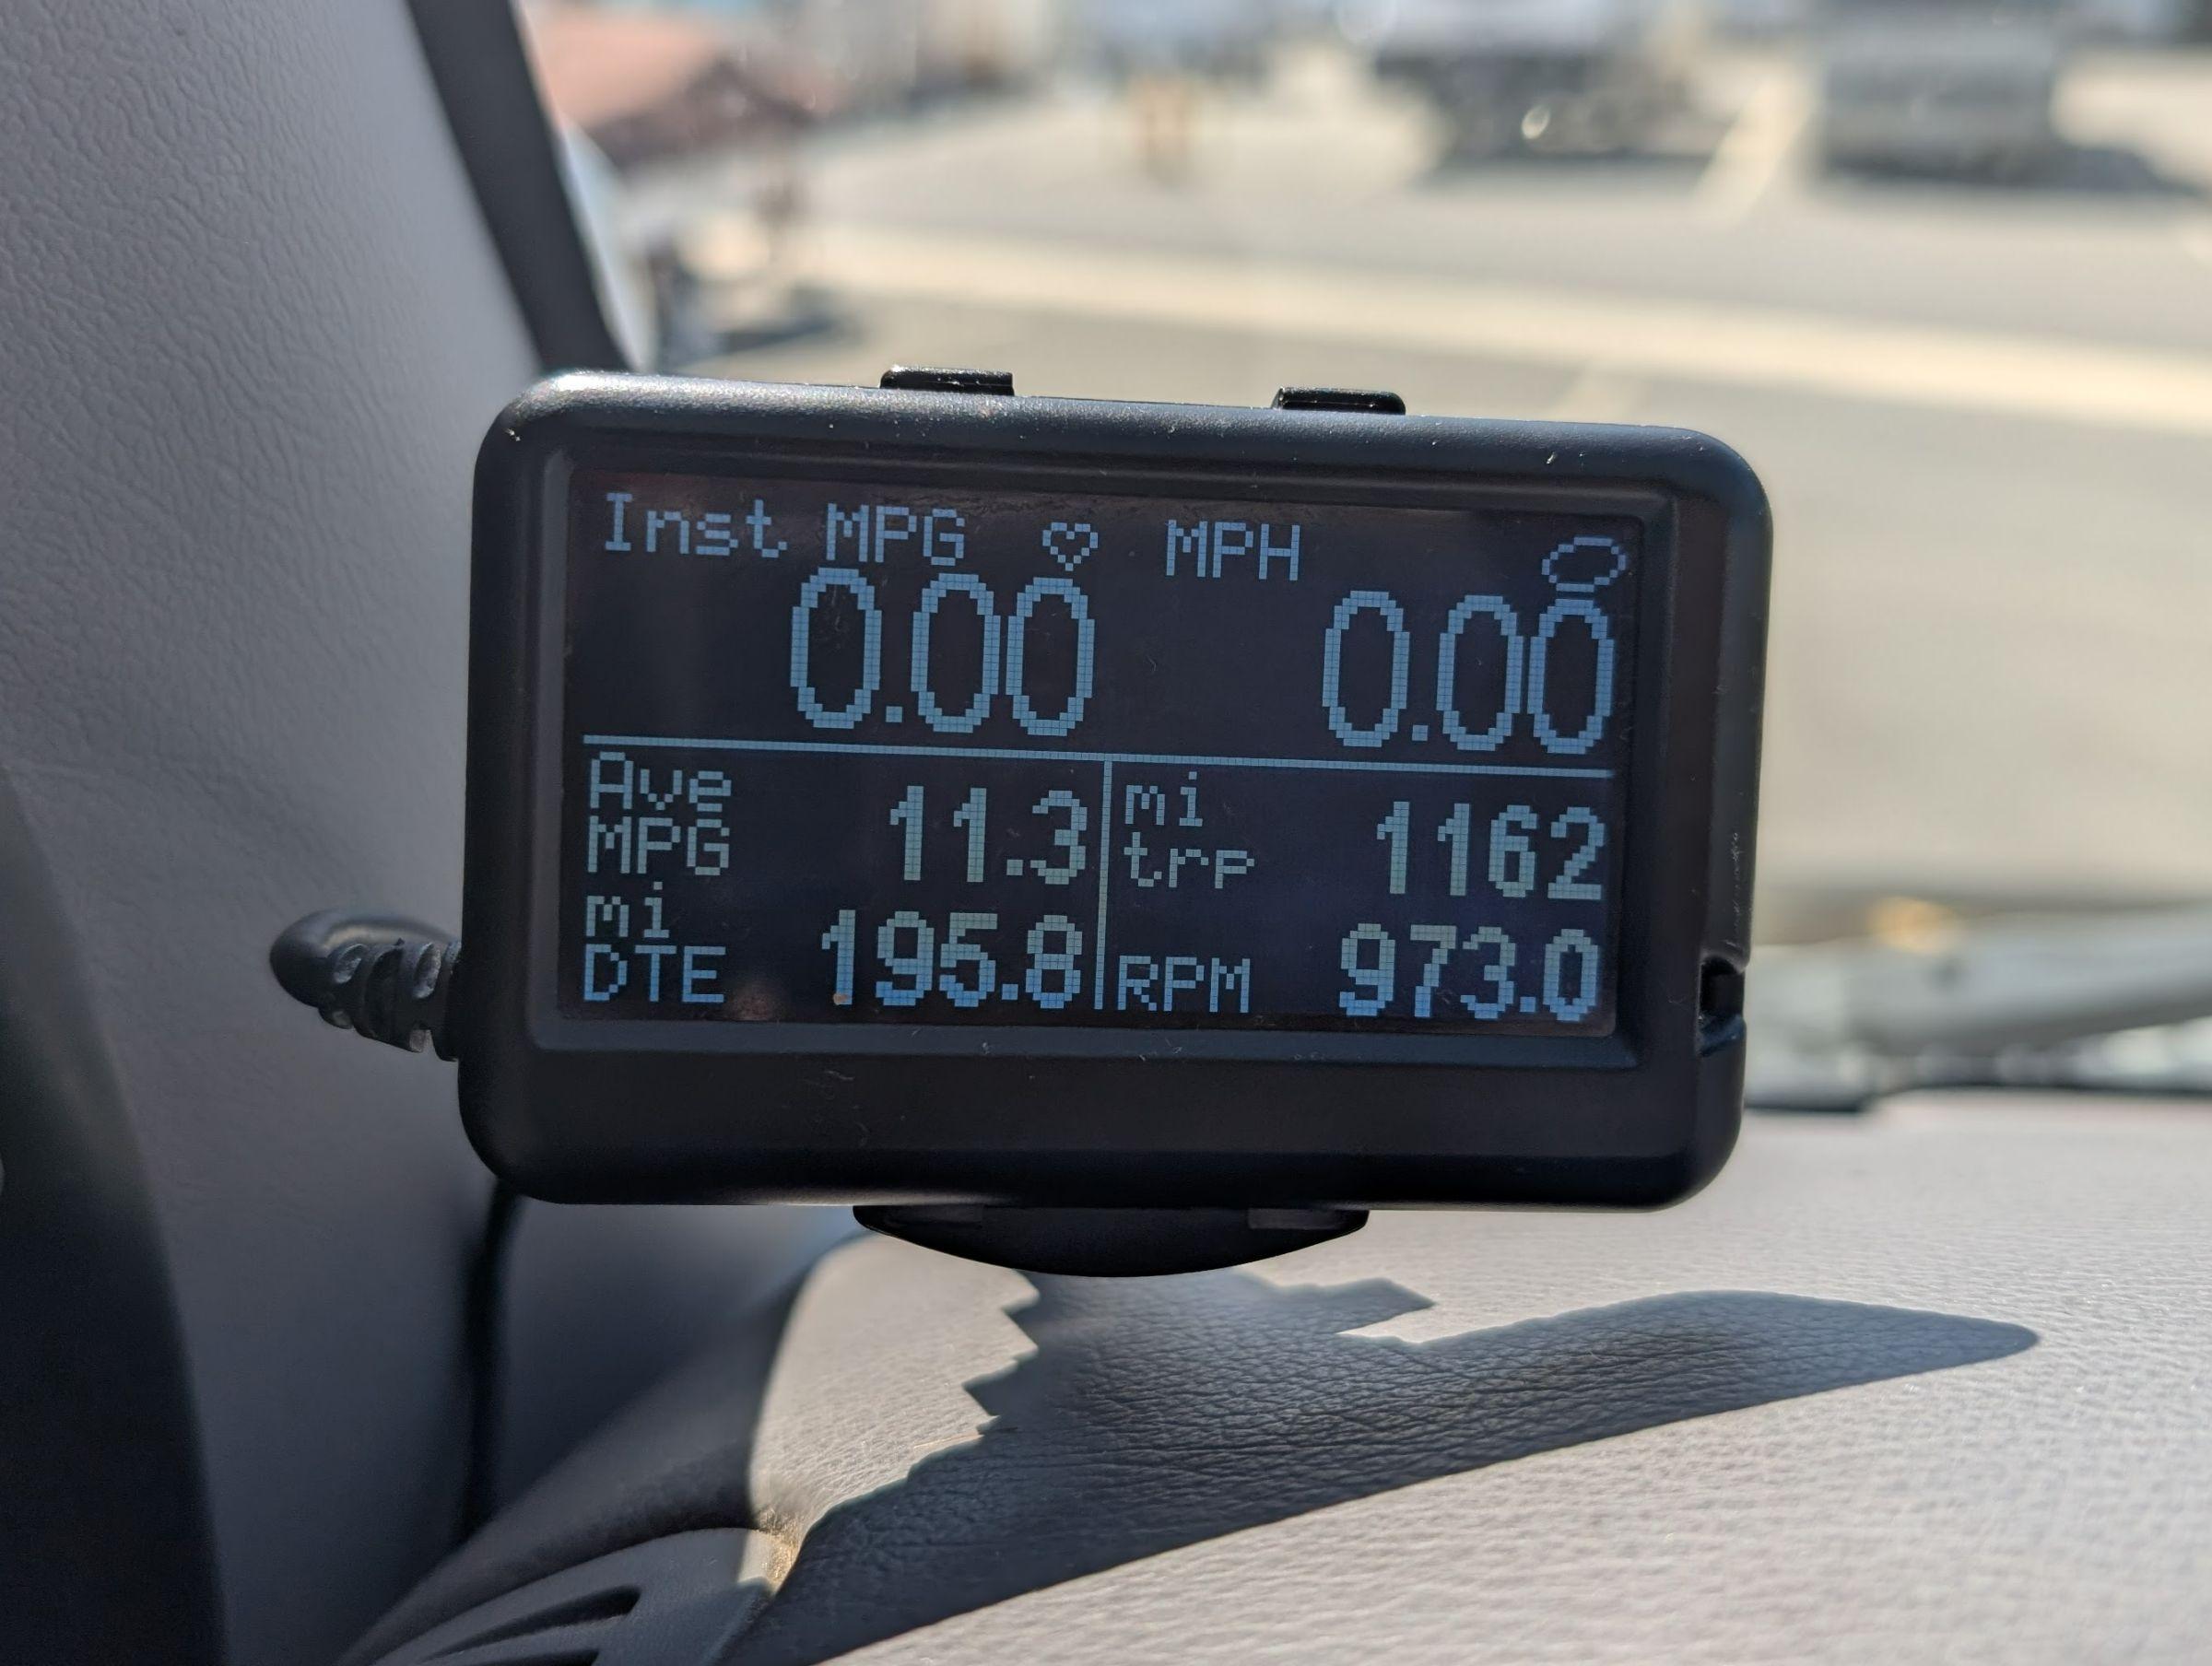 Inst MPG ♡ MPH
0.00 0.00
Ave MPG 11.3
mi trp 1162
mi DTE 195.8
RPM 973.0